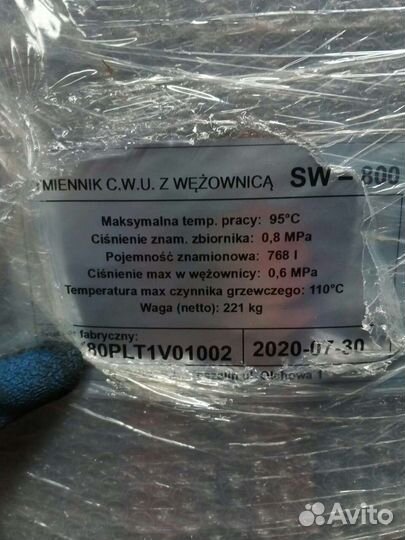 MIENNIK C.W.U. Z WĘŻOWNICĄ SW – 800
Maksymalna temp. pracy: 95°C
Ciśnienie znam. zbiornika: 0,8 MPa
Pojemność znamionowa: 768 l
Ciśnienie max w wężownicy: 0,6 MPa
Temperatura max czynnika grzewczego: 110°C
Waga (netto): 221 kg
fabryczny:
80PLT1V01002 2020-07-30
Olchowa 1
Avito